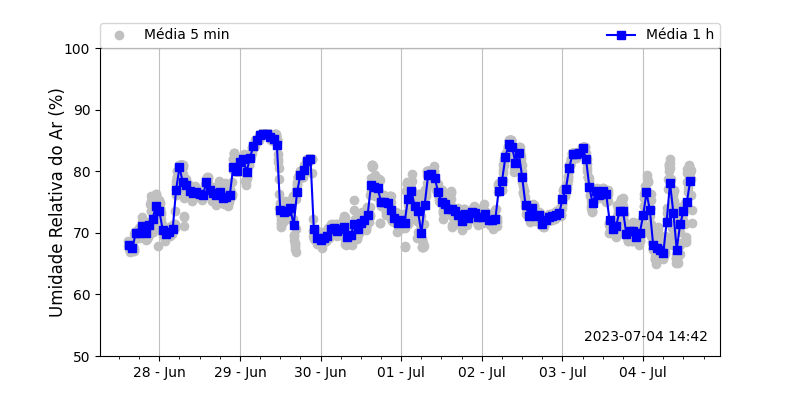 Média 5 min
Média 1 h
Umidade Relativa do Ar (%)
100
90
80
70
60
50
2023-07-04 14:42
28 - Jun
29 - Jun
30 - Jun
01 - Jul
02 - Jul
03 - Jul
04 - Jul